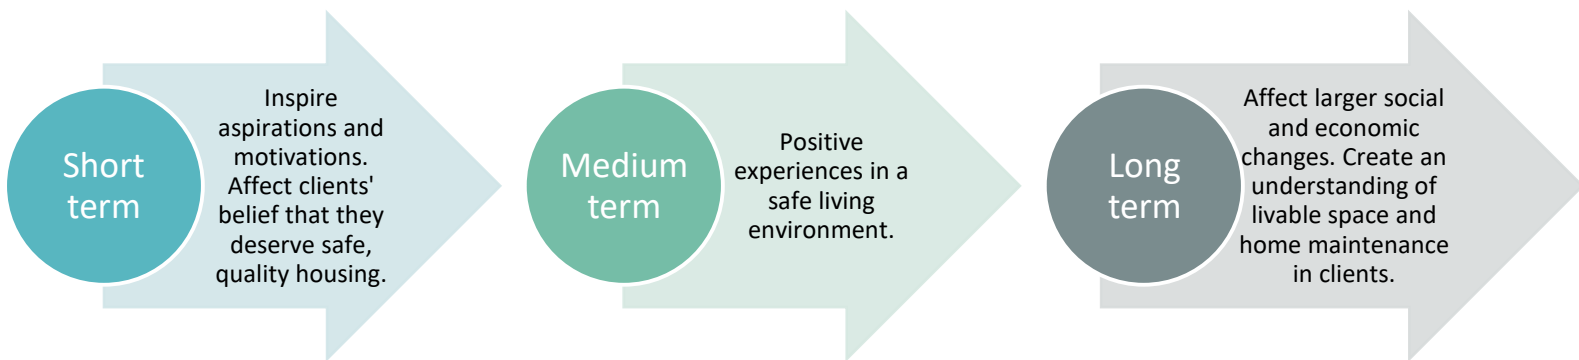 Short
term
Inspire
aspirations and
motivations.
Affect clients'
belief that they
deserve safe,
quality housing.
Medium
term
Positive
experiences in a
safe living
environment.
Long
term
Affect larger social
and economic
changes. Create an
understanding of
livable space and
home maintenance
in clients.